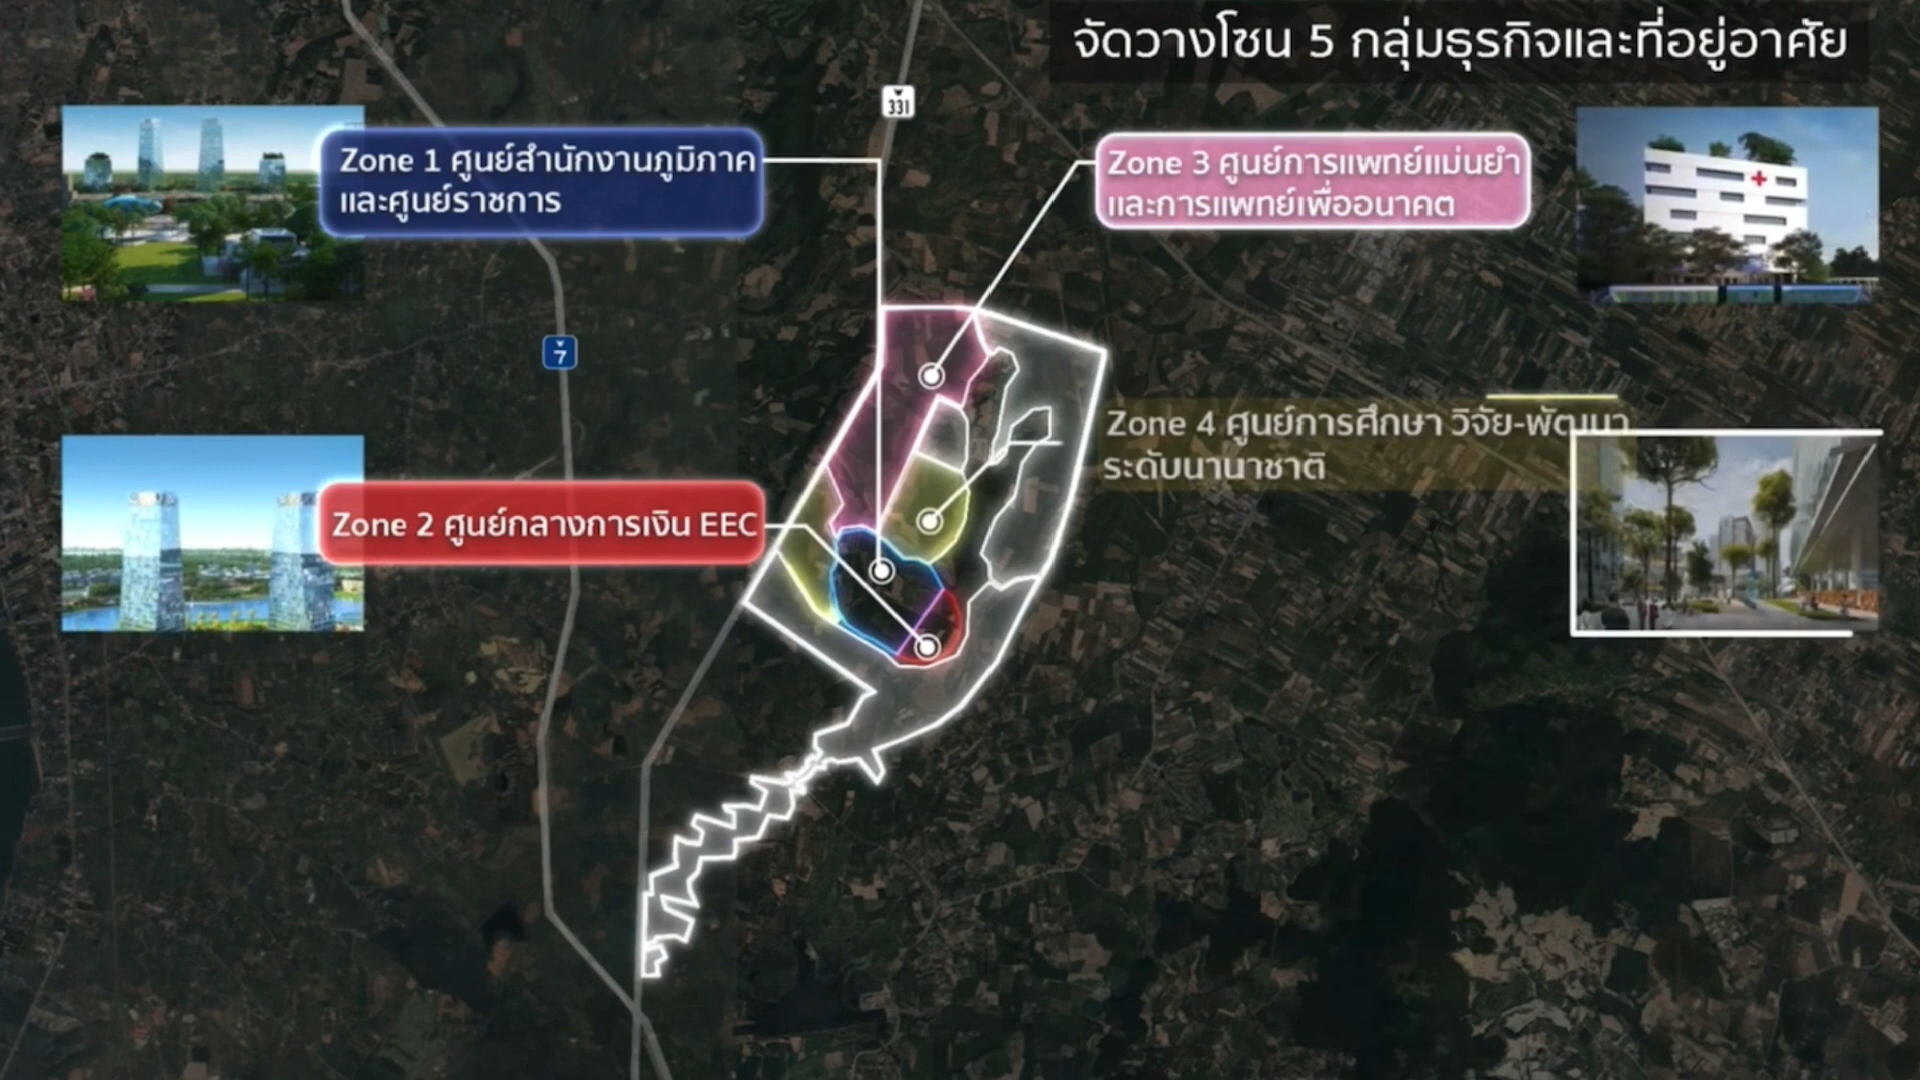 จัดวางโซน 5 กลุ่มธุรกิจและที่อยู่อาศัย
331
Zone 1 ศูนย์สำนักงานภูมิภาค
และศูนย์ราชการ
Zone 3 ศูนย์การแพทย์แม่นยำ
และการแพทย์เพื่ออนาคต
7
Zone 4 ศูนย์การศึกษา วิจัย-พัฒนา
ระดับนานาชาติ
Zone 2 ศูนย์กลางการเงิน EEC